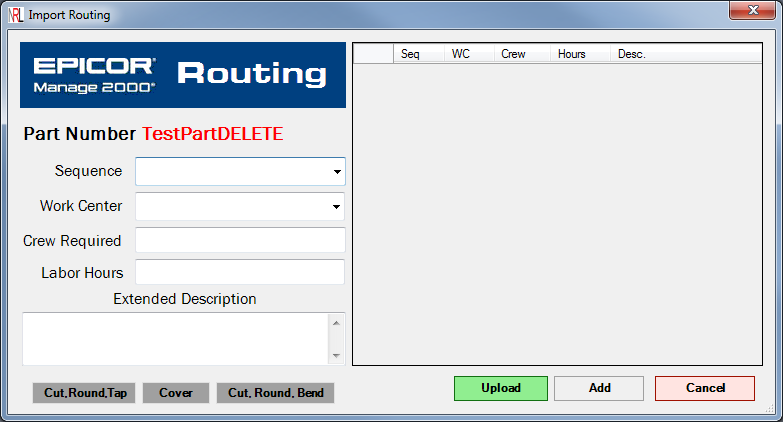 NRL Import Routing
EPICOR® Manage 2000® Routing
Part Number TestPartDELETE
Sequence
Work Center
Crew Required
Labor Hours
Extended Description
Cut,Round,Tap Cover Cut, Round, Bend
Seq WC Crew Hours Desc.
Upload Add Cancel